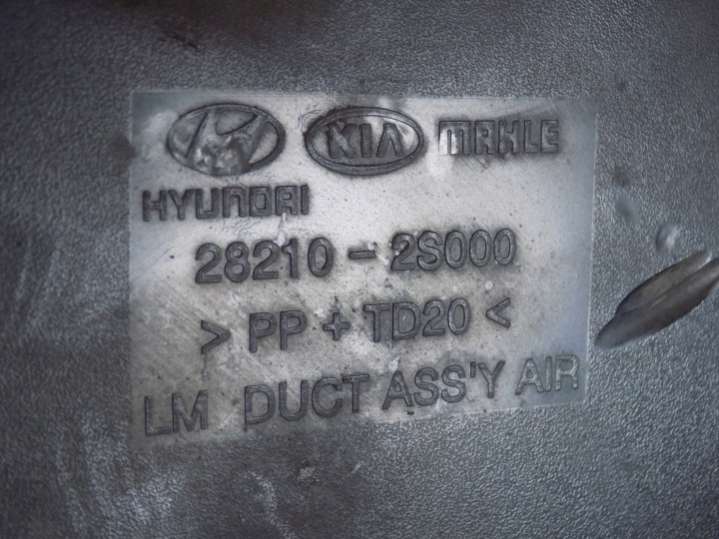 KIA MAHLE
HYUNDAI
28210-2S000
> PP + TD20 <
LM DUCT ASS'Y AIR